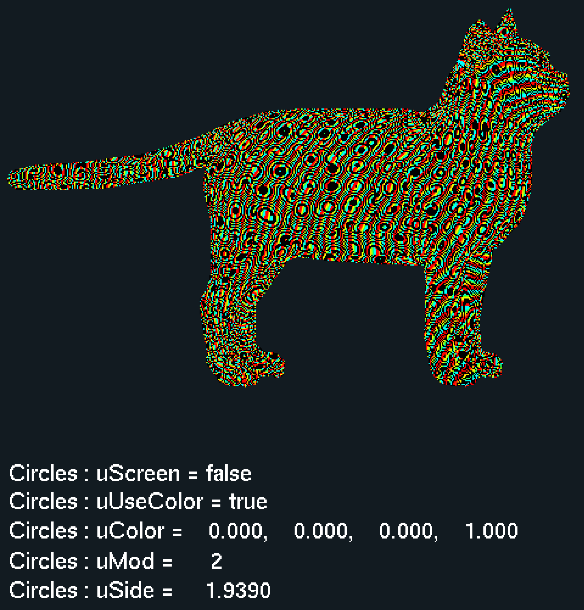 Circles : uScreen = false
Circles : uUseColor = true
Circles : uColor = 0.000, 0.000, 0.000, 1.000
Circles : uMod = 2
Circles : uSide = 1.9390